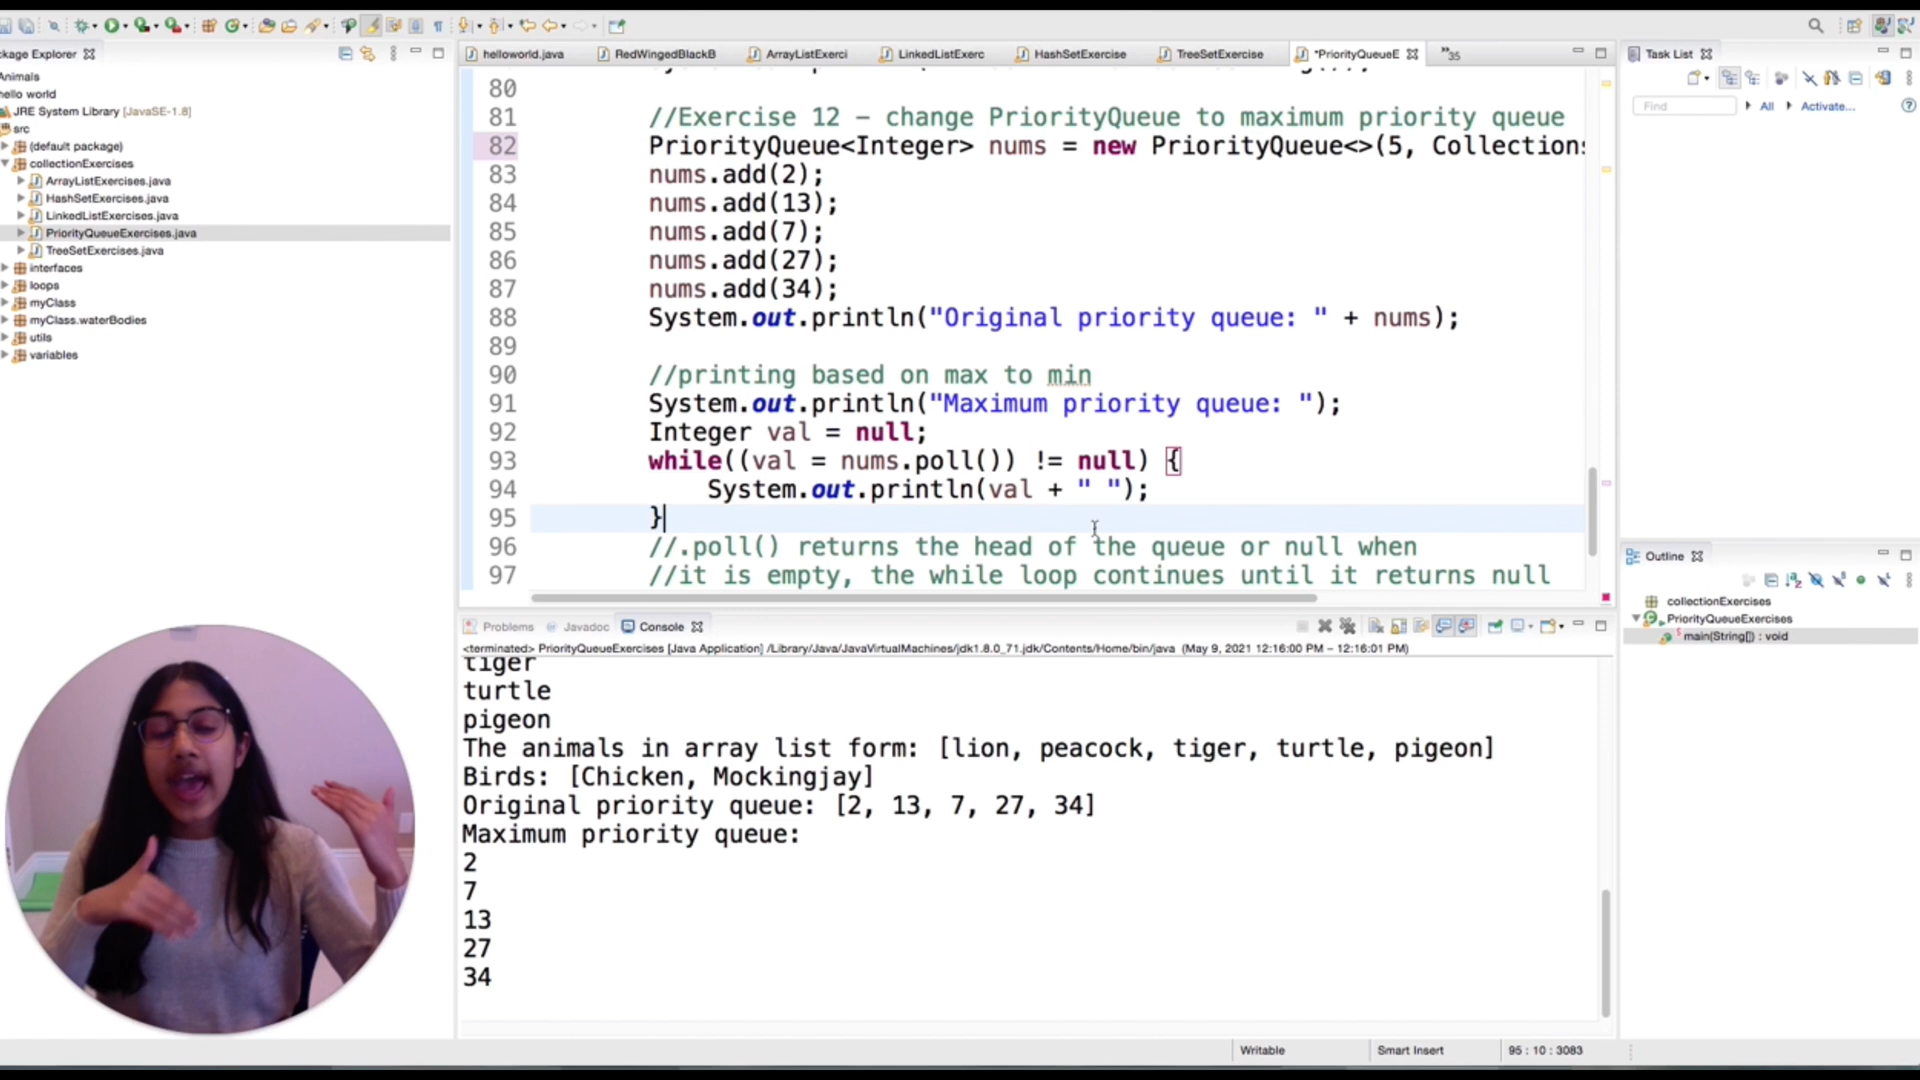 ckage Explorer
Animals
hello world
JRE System Library [JavaSE-1.8]
src
(default package)
collectionExercises
ArrayListExercises.java
HashSetExercises.java
LinkedListExercises.java
PriorityQueueExercises.java
TreeSetExercises.java
interfaces
loops
myClass
myClass.waterBodies
utils
variables
helloworld.java
RedWingedBlackB
ArrayListExerci
LinkedListExerc
HashSetExercise
TreeSetExercise
*PriorityQueueE
»35
80
81 //Exercise 12 – change PriorityQueue to maximum priority queue
82 PriorityQueue<Integer> nums = new PriorityQueue<>(5, Collections
83 nums.add(2);
84 nums.add(13);
85 nums.add(7);
86 nums.add(27);
87 nums.add(34);
88 System.out.println("Original priority queue: " + nums);
89
90 //printing based on max to min
91 System.out.println("Maximum priority queue: ");
92 Integer val = null;
93 while((val = nums.poll()) != null) {
94 System.out.println(val + " ");
95 }
96 //.poll() returns the head of the queue or null when
97 //it is empty, the while loop continues until it returns null
Problems
Javadoc
Console
<terminated> PriorityQueueExercises [Java Application] /Library/Java/JavaVirtualMachines/jdk1.8.0_71.jdk/Contents/Home/bin/java (May 9, 2021 12:16:00 PM – 12:16:01 PM)
tiger
turtle
pigeon
The animals in array list form: [lion, peacock, tiger, turtle, pigeon]
Birds: [Chicken, Mockingjay]
Original priority queue: [2, 13, 7, 27, 34]
Maximum priority queue:
2
7
13
27
34
Task List
Find
All
Activate...
Outline
collectionExercises
PriorityQueueExercises
main(String[]) : void
Writable
Smart Insert
95 : 10 : 3083